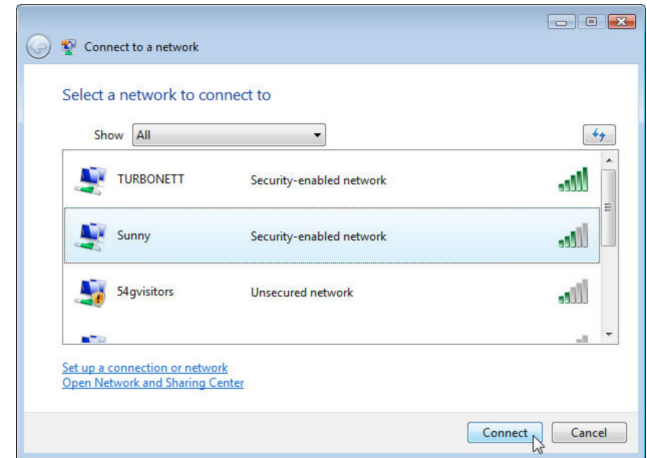 Connect to a network
Select a network to connect to
Show All
TURBONETT Security-enabled network
Sunny Security-enabled network
54gvisitors Unsecured network
Set up a connection or network
Open Network and Sharing Center
Connect Cancel